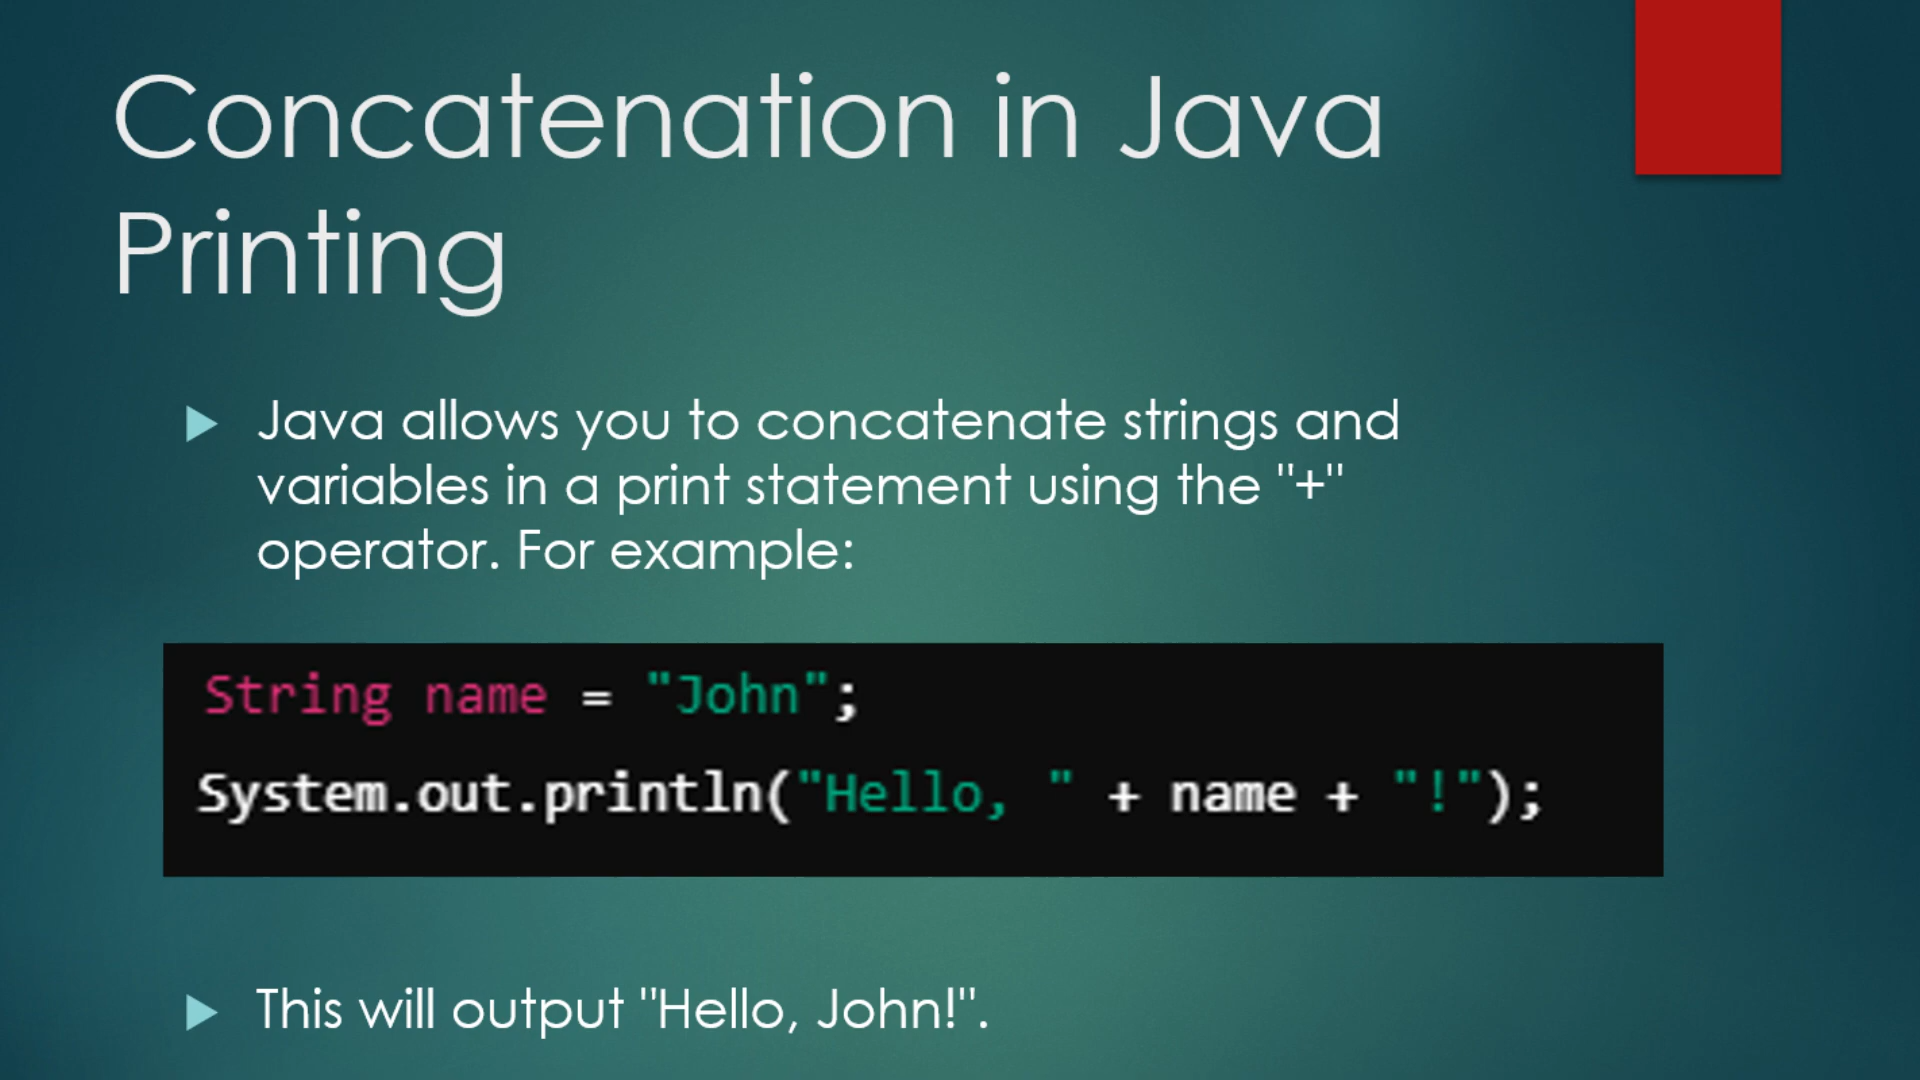 Concatenation in Java
Printing
Java allows you to concatenate strings and
variables in a print statement using the "+"
operator. For example:
String name = "John";
System.out.println("Hello, " + name + "!");
This will output "Hello, John!".